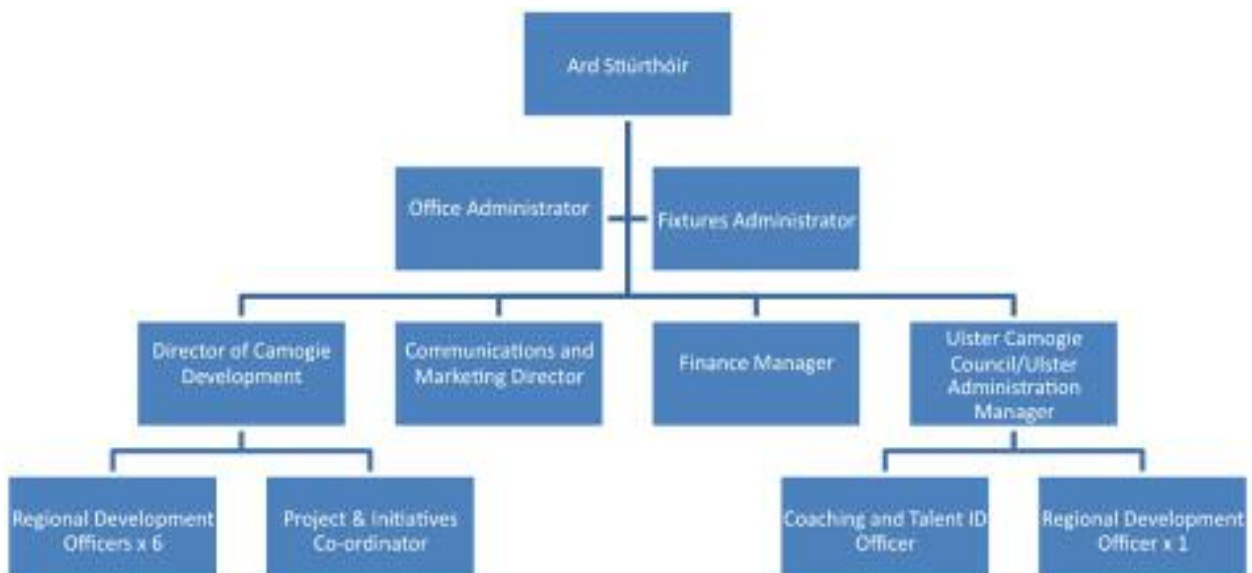 Ard Stiúrthóir
Office Administrator
Fixtures Administrator
Director of Camogie
Development
Communications and
Marketing Director
Finance Manager
Ulster Camogie
Council/Ulster
Administration
Manager
Regional Development
Officers x 6
Project & Initiatives
Co-ordinator
Coaching and Talent ID
Officer
Regional Development
Officer x 1